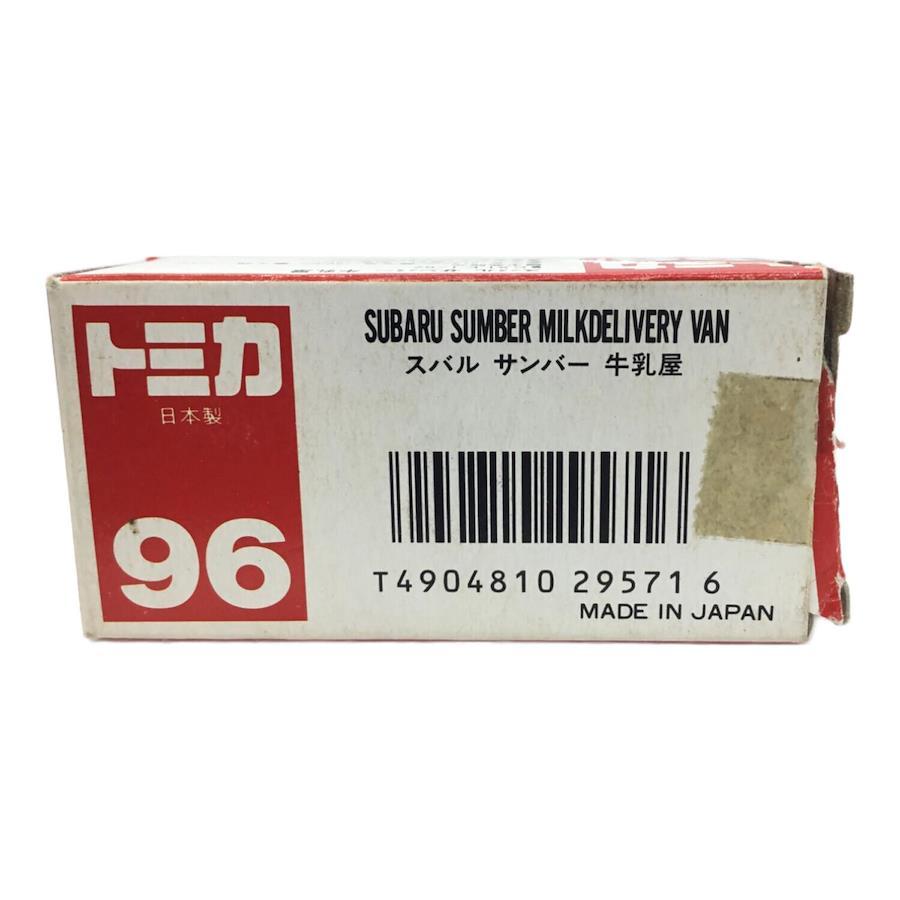 トミカ
日本製
96
SUBARU SUMBER MILKDELIVERY VAN
スバル サンバー 牛乳屋
T4904810 29571 6
MADE IN JAPAN